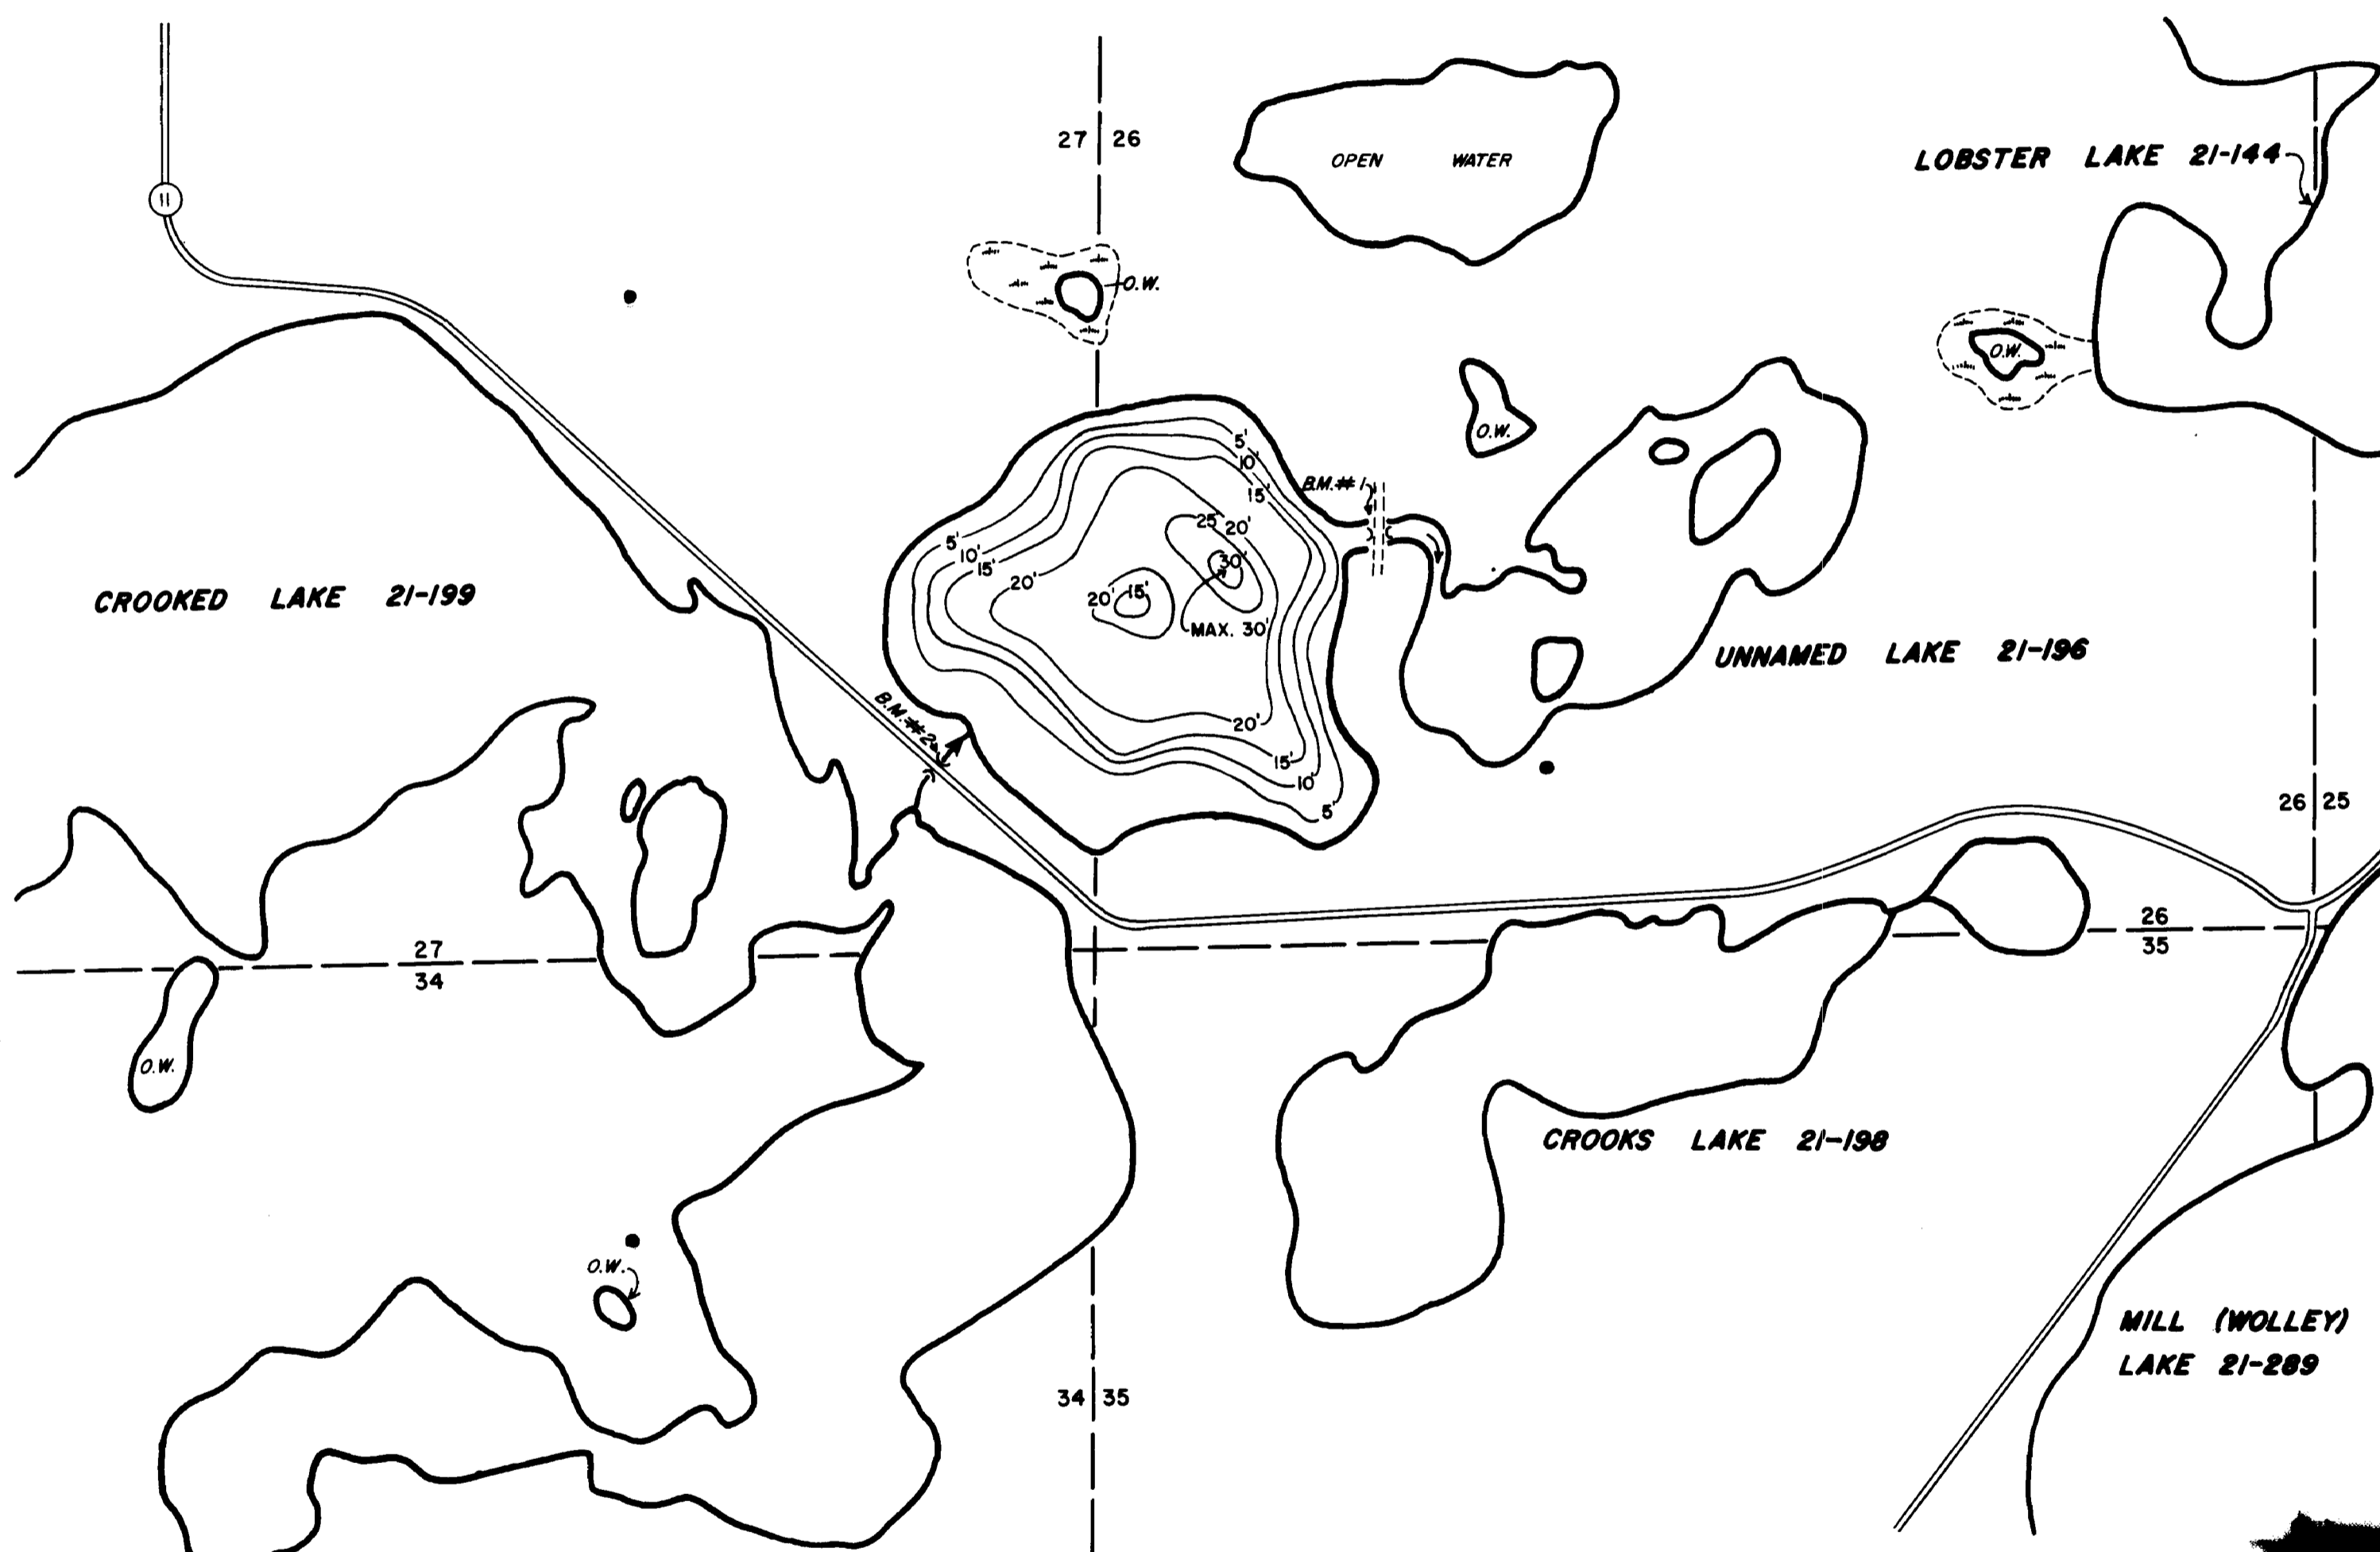 27 26
OPEN WATER
LOBSTER LAKE 21-144
11
O.W.
O.W.
O.W.
5'
10'
15'
B.M.#1
25'
20'
5'
10'
15'
20'
30'
20'
15'
MAX. 30'
CROOKED LAKE 21-199
UNNAMED LAKE 21-196
B.M.#2
20'
15'
10'
5'
26 25
27
34
26
35
O.W.
CROOKS LAKE 21-198
O.W.
MILL (WOLLEY)
LAKE 21-289
34 35